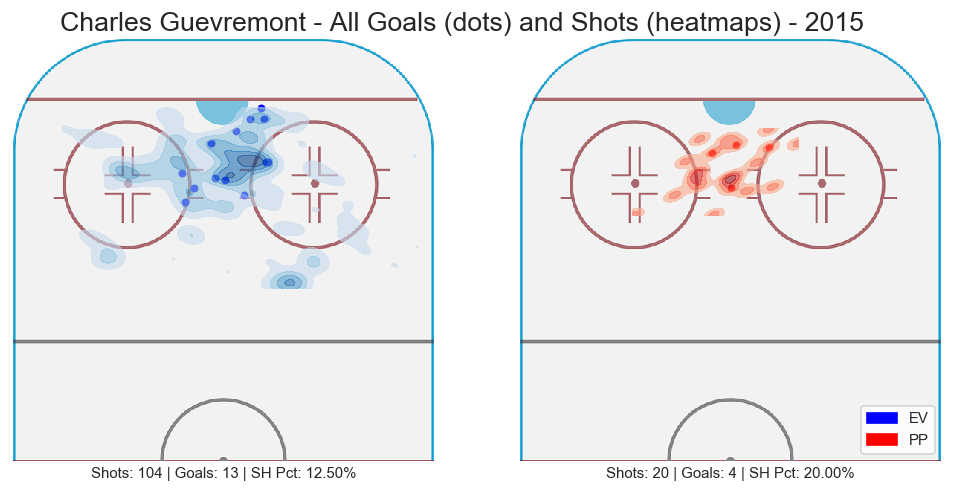 Charles Guevremont - All Goals (dots) and Shots (heatmaps) - 2015
EV
PP
Shots: 104 | Goals: 13 | SH Pct: 12.50%
Shots: 20 | Goals: 4 | SH Pct: 20.00%